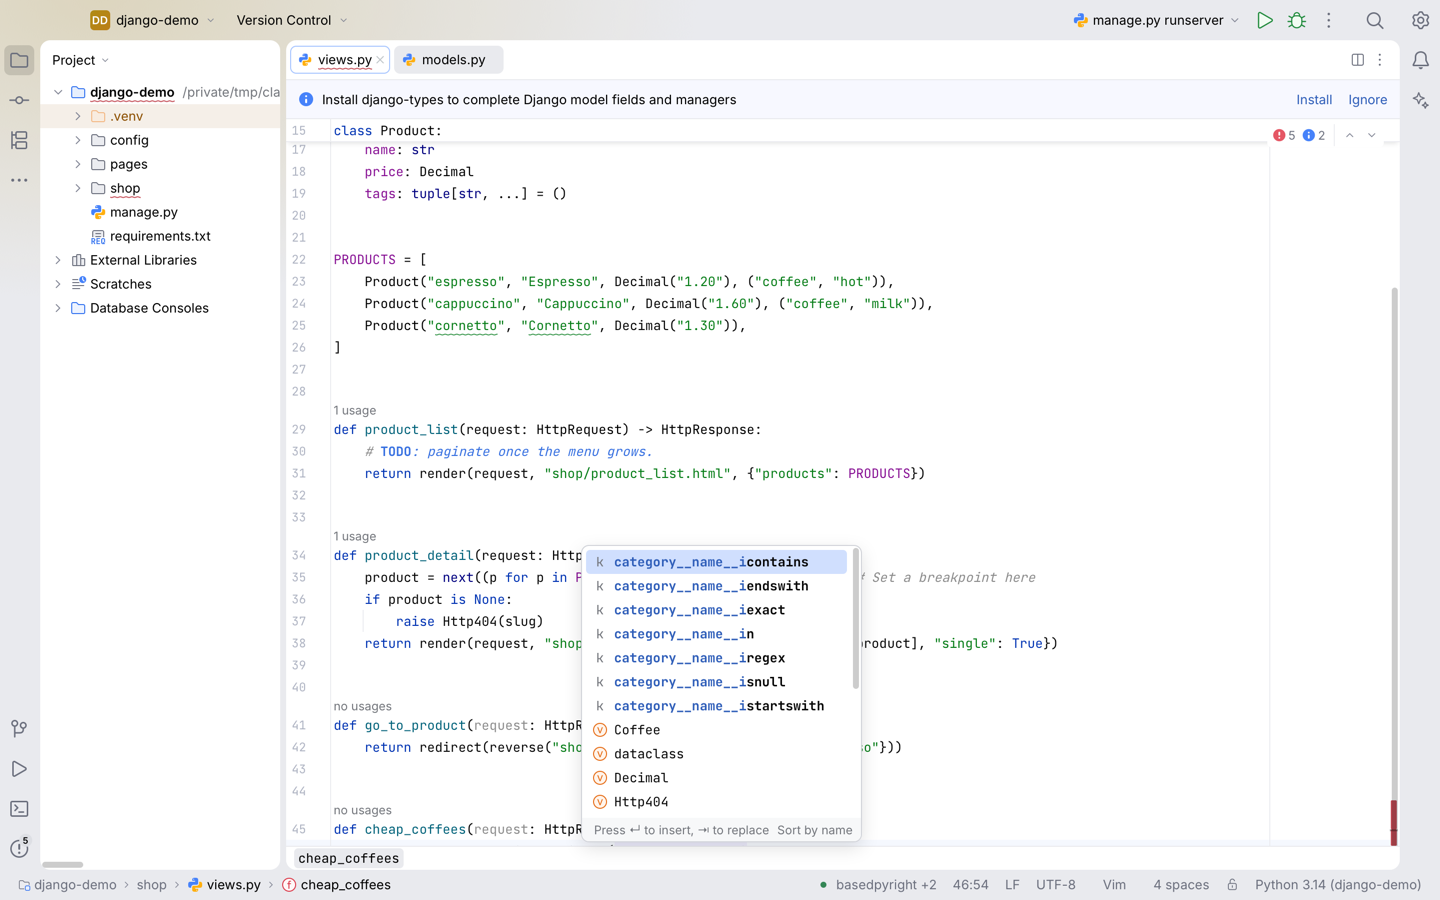 DD django-demo Version Control manage.py runserver
Project
views.py models.py
django-demo /private/tmp/cla
.venv
config
pages
shop
manage.py
REQ requirements.txt
External Libraries
Scratches
Database Consoles
5
Install django-types to complete Django model fields and managers Install Ignore
15 class Product:
5 2
17 name: str
18 price: Decimal
19 tags: tuple[str, ...] = ()
20
21
22 PRODUCTS = [
23 Product("espresso", "Espresso", Decimal("1.20"), ("coffee", "hot")),
24 Product("cappuccino", "Cappuccino", Decimal("1.60"), ("coffee", "milk")),
25 Product("cornetto", "Cornetto", Decimal("1.30")),
26 ]
27
28
1 usage
29 def product_list(request: HttpRequest) -> HttpResponse:
30 # TODO: paginate once the menu grows.
31 return render(request, "shop/product_list.html", {"products": PRODUCTS})
32
33
1 usage
34 def product_detail(request: Http
35 product = next((p for p in P # Set a breakpoint here
36 if product is None:
37 raise Http404(slug)
38 return render(request, "shop product], "single": True})
39
40
no usages
41 def go_to_product(request: HttpR
42 return redirect(reverse("sho so"}))
43
44
no usages
45 def cheap_coffees(request: HttpR
k category__name__icontains
k category__name__iendswith
k category__name__iexact
k category__name__in
k category__name__iregex
k category__name__isnull
k category__name__istartswith
V Coffee
V dataclass
V Decimal
V Http404
Press ↵ to insert, ⇥ to replace Sort by name
cheap_coffees
django-demo › shop › views.py › f cheap_coffees basedpyright +2 46:54 LF UTF-8 Vim 4 spaces Python 3.14 (django-demo)